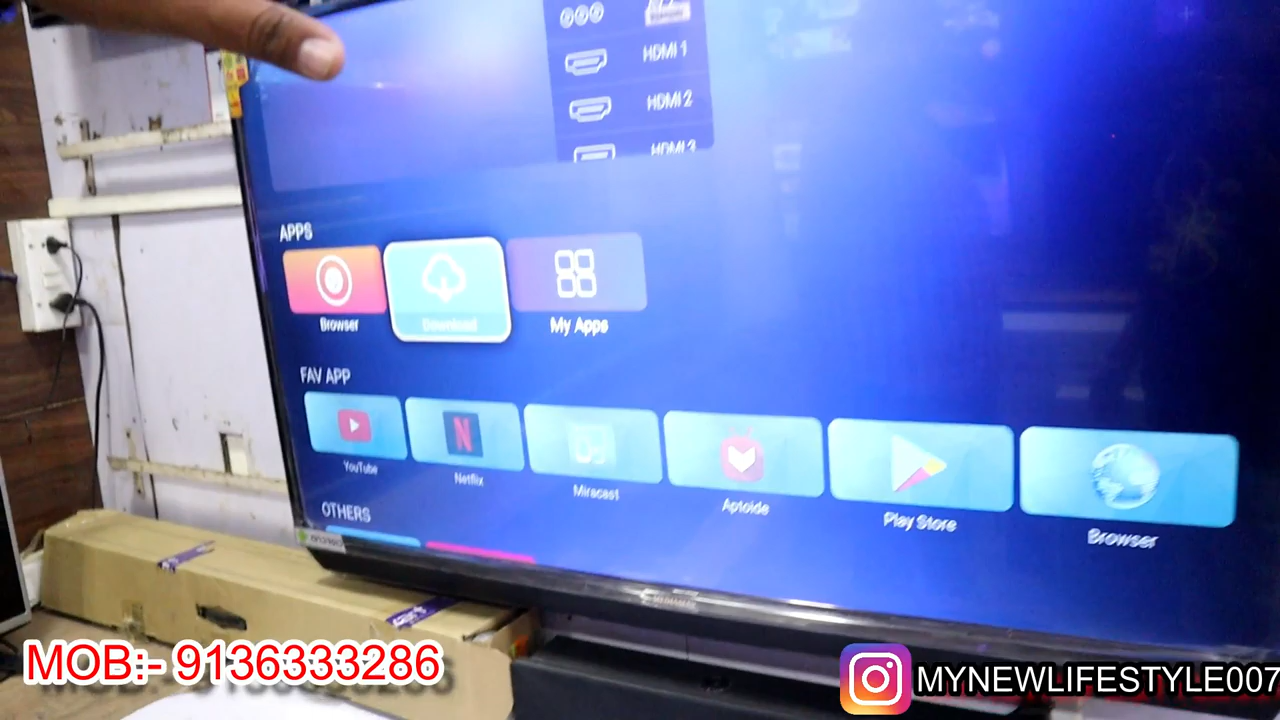 HDMI 1
HDMI 2
HDMI 3
APPS
Browser
Download
My Apps
FAV APP
YouTube
Netflix
Miracast
Aptoide
Play Store
Browser
OTHERS
MOB:- 9136333286
MYNEWLIFESTYLE007